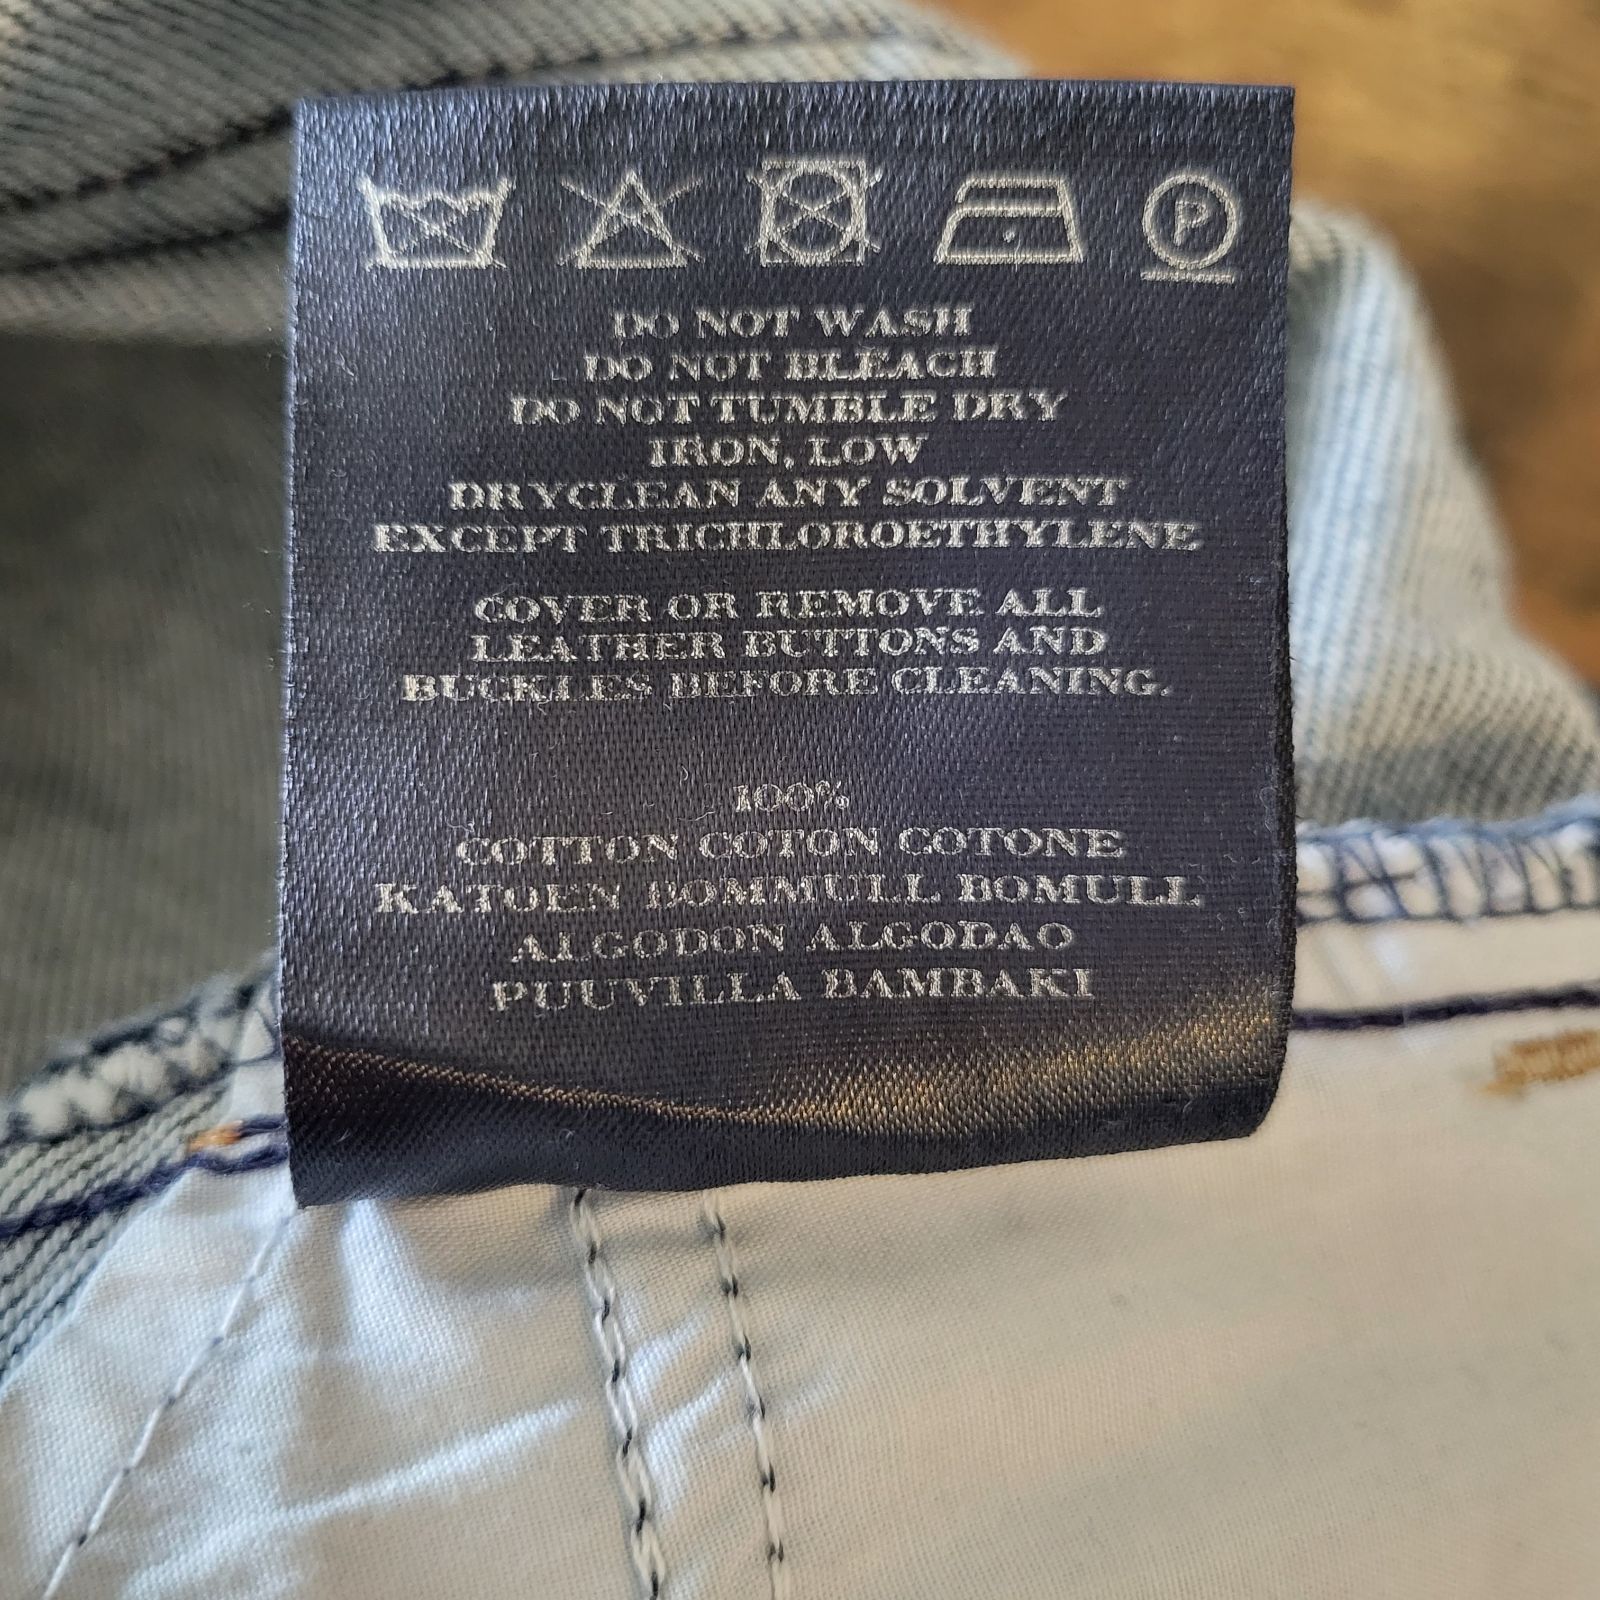 P
DO NOT WASH
DO NOT BLEACH
DO NOT TUMBLE DRY
IRON, LOW
DRYCLEAN ANY SOLVENT
EXCEPT TRICHLOROETHYLENE
COVER OR REMOVE ALL
LEATHER BUTTONS AND
BUCKLES BEFORE CLEANING.
100%
COTTON COTON COTONE
KATOEN BOMMULL BOMULL
ALGODON ALGODAO
PUUVILLA BAMBAKI